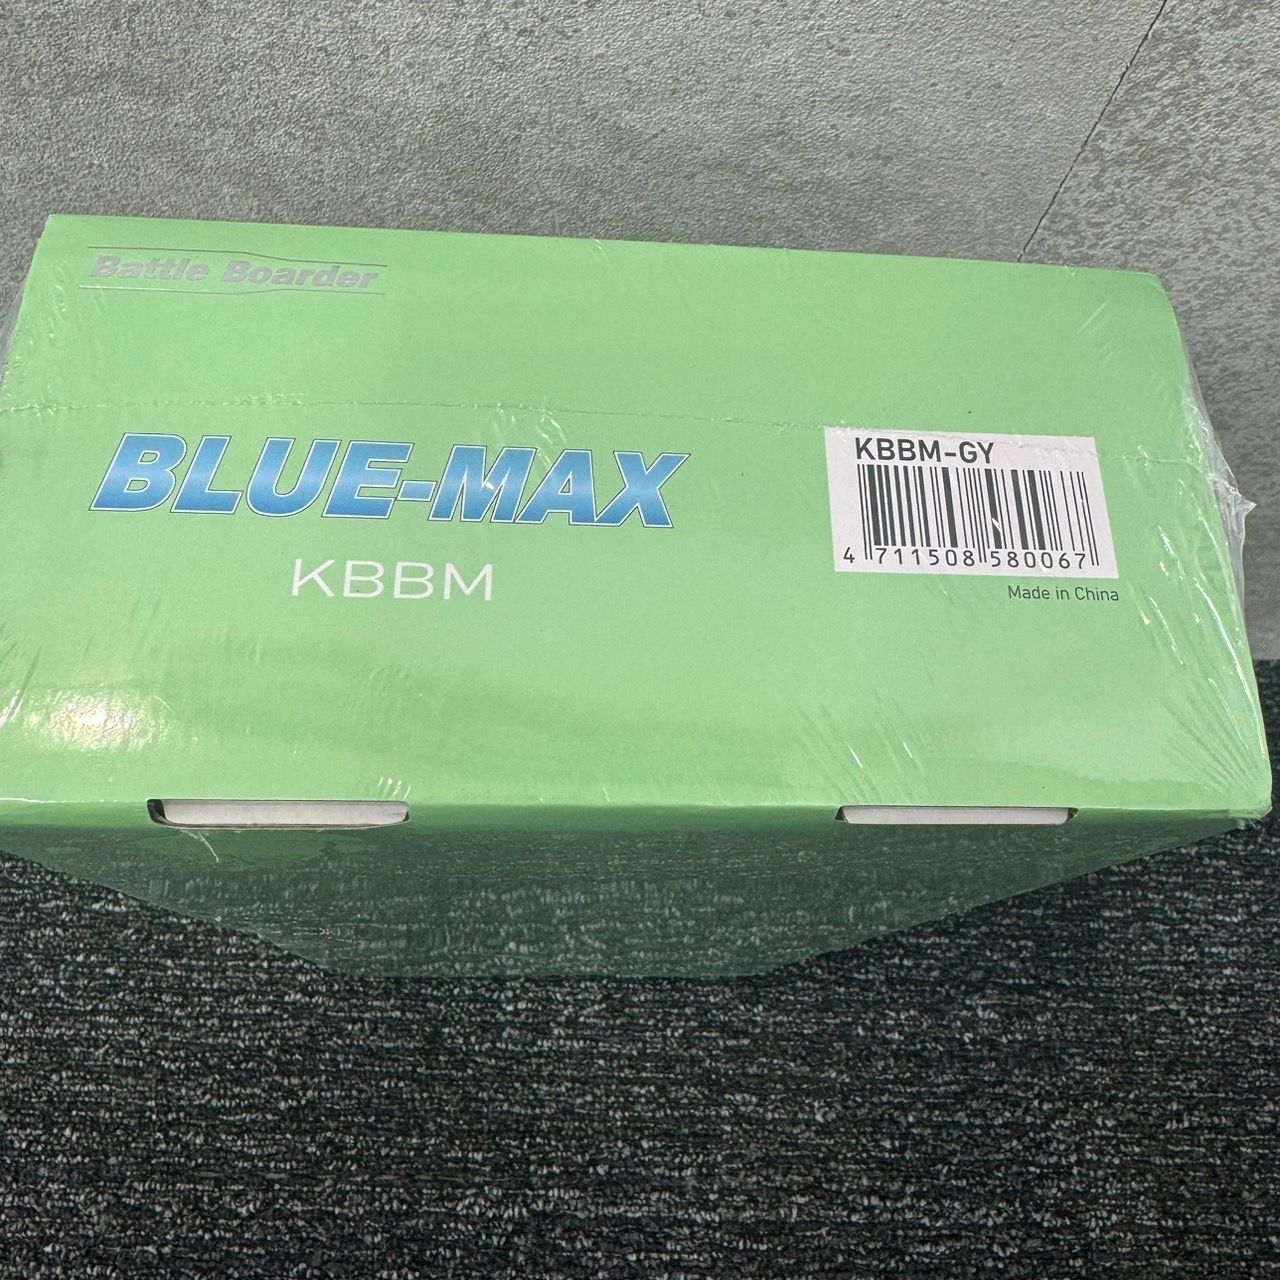 Battle Boarder
BLUE-MAX
KBBM
KBBM-GY
4 711508 580067
Made in China